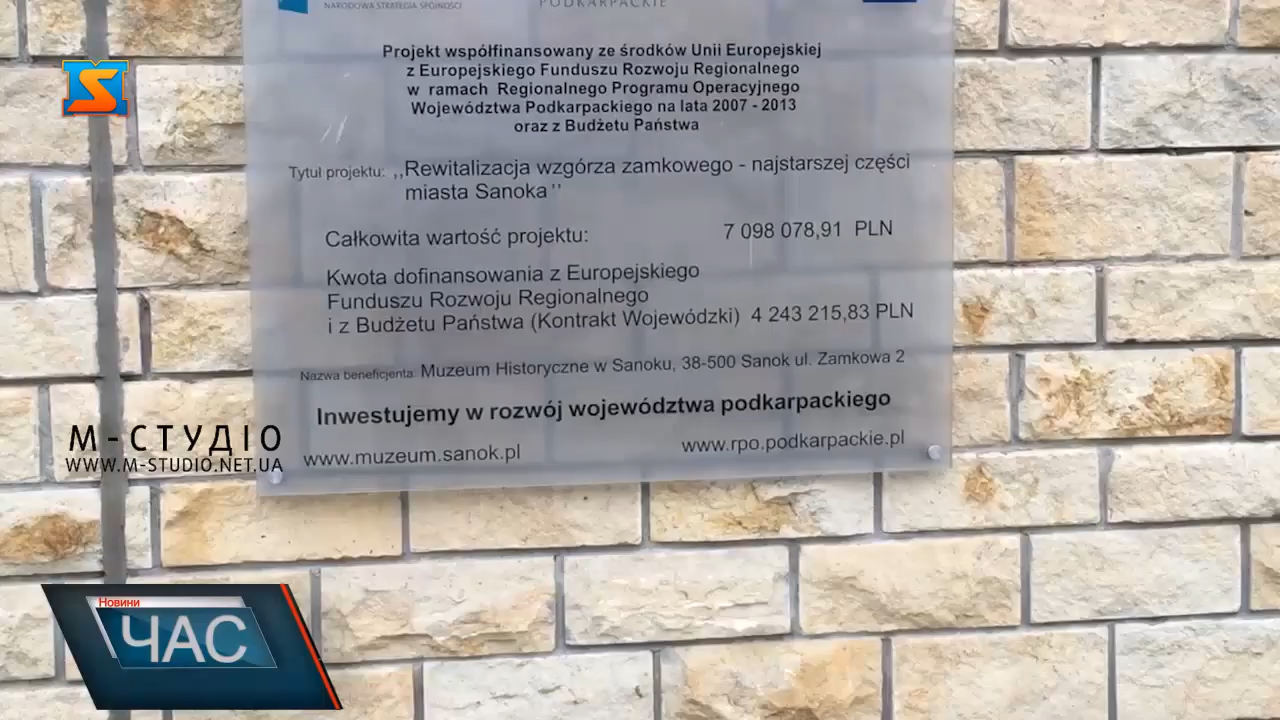 NARODOWA STRATEGIA SPÓJNOŚCI
PODKARPACKIE
Projekt współfinansowany ze środków Unii Europejskiej
z Europejskiego Funduszu Rozwoju Regionalnego
w ramach Regionalnego Programu Operacyjnego
Województwa Podkarpackiego na lata 2007 - 2013
oraz z Budżetu Państwa
Tytuł projektu: ,,Rewitalizacja wzgórza zamkowego - najstarszej części
miasta Sanoka''
Całkowita wartość projektu: 7 098 078,91 PLN
Kwota dofinansowania z Europejskiego
Funduszu Rozwoju Regionalnego
i z Budżetu Państwa (Kontrakt Wojewódzki) 4 243 215,83 PLN
Nazwa beneficjenta: Muzeum Historyczne w Sanoku, 38-500 Sanok ul. Zamkowa 2
Inwestujemy w rozwój województwa podkarpackiego
www.muzeum.sanok.pl www.rpo.podkarpackie.pl
М-СТУДІО
WWW.M-STUDIO.NET.UA
Новини
ЧАС